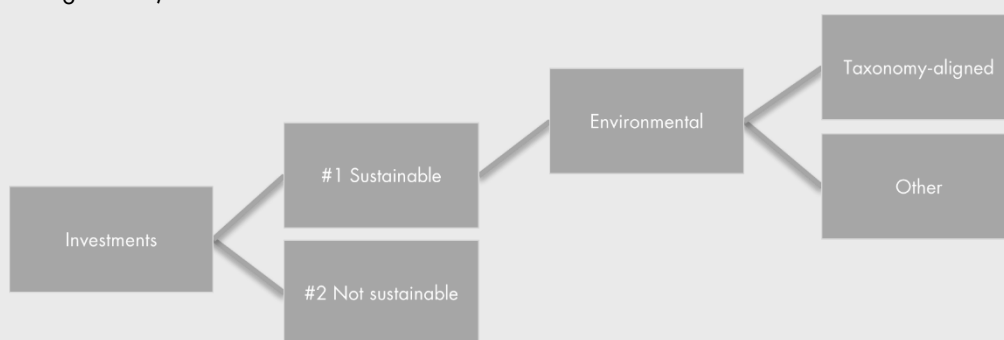 Taxonomy-aligned
Environmental
#1 Sustainable
Other
Investments
#2 Not sustainable